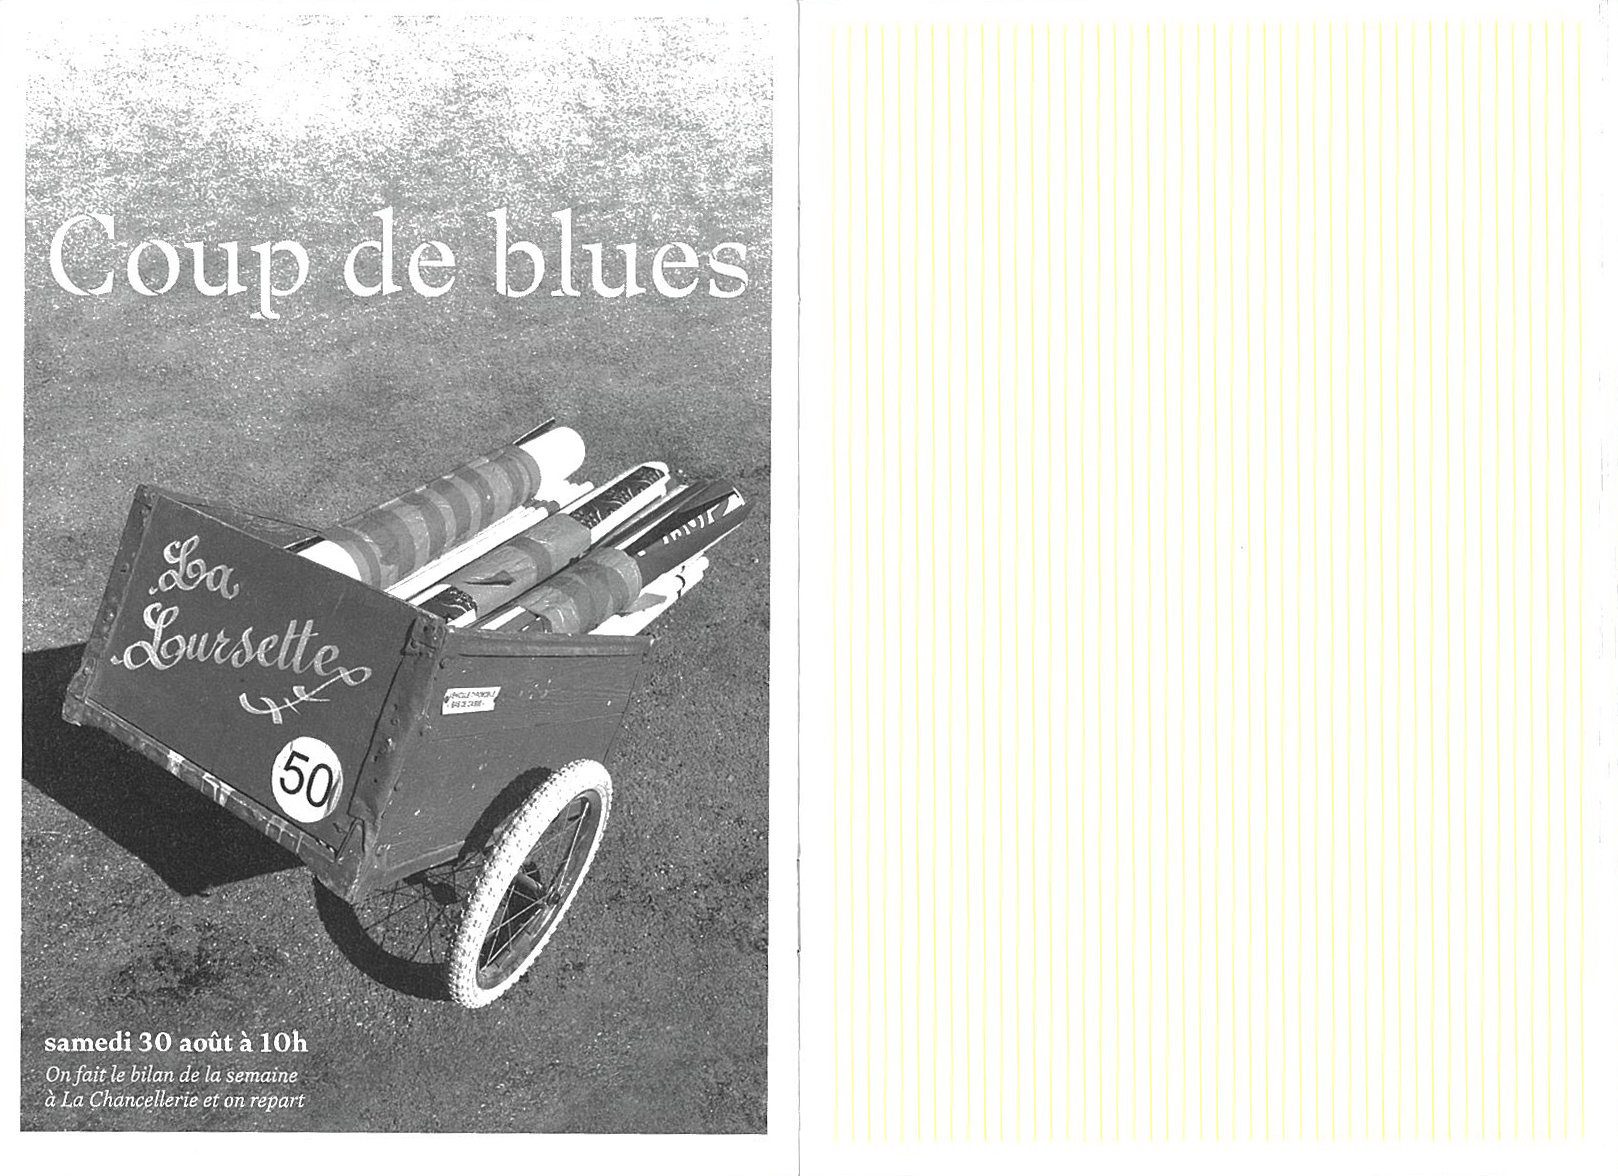 Coup de blues
La
Lursette
50
samedi 30 août à 10h
On fait le bilan de la semaine
à La Chancellerie et on repart